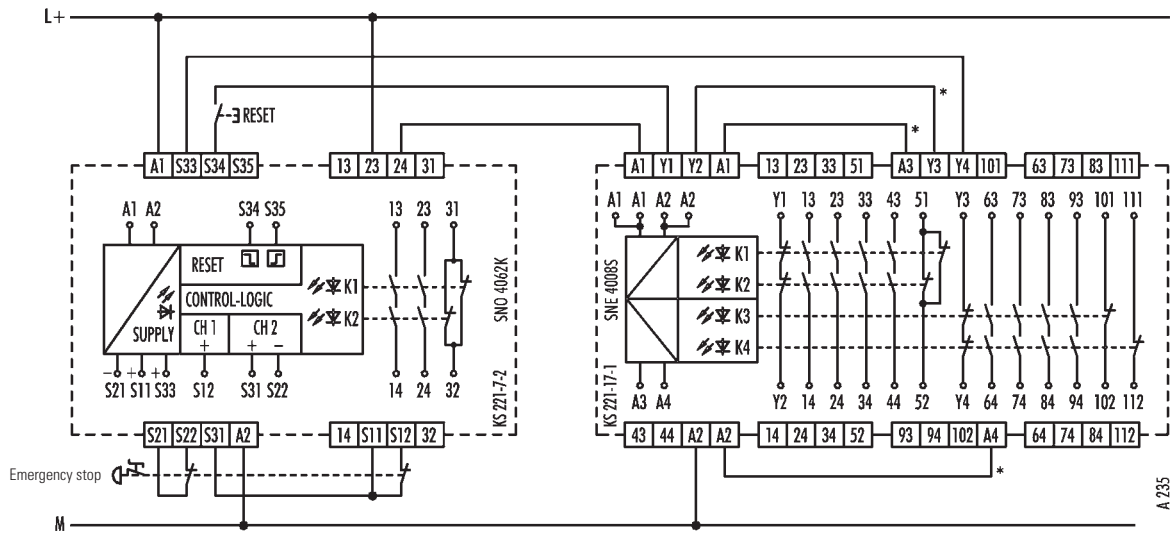 L+
RESET
*
*
A1 S33 S34 S35 13 23 24 31 A1 Y1 Y2 A1 13 23 33 51 A3 Y3 Y4 101 63 73 83 111
A1 A2 S34 S35 13 23 31 A1 A1 A2 A2 Y1 13 23 33 43 51 Y3 63 73 83 93 101 111
RESET
K1
K1
CONTROL-LOGIC
K2
K2
SUPPLY
CH 1
CH 2
+
+ −
K3
K4
SNO 4062K
SNE 4008S
− + +
S21 S11 S33 S12 S31 S22 14 24 32 A3 A4 Y2 14 24 34 44 52 Y4 64 74 84 94 102 112
KS 221-7-2
KS 221-17-1
S21 S22 S31 A2 14 S11 S12 32 43 44 A2 A2 14 24 34 52 93 94 102 A4 64 74 84 112
Emergency stop
*
A 235
M